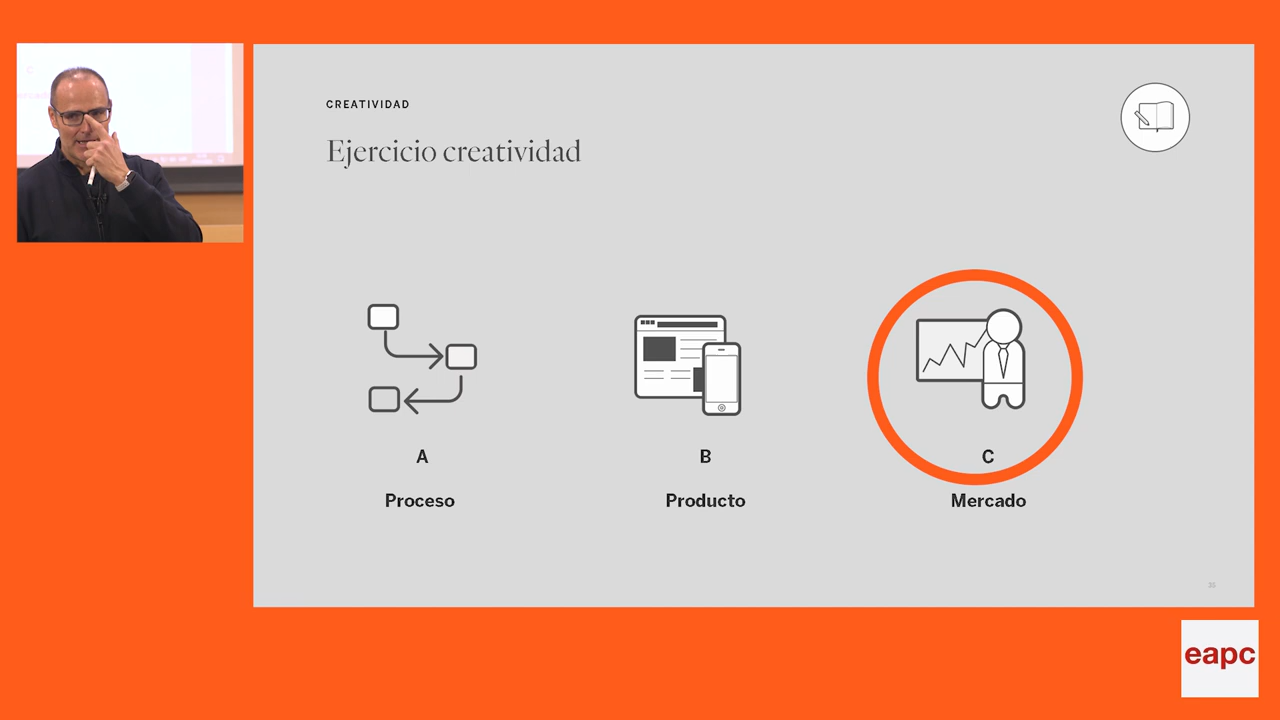 CREATIVIDAD
Ejercicio creatividad
A
B
C
Proceso
Producto
Mercado
eapc